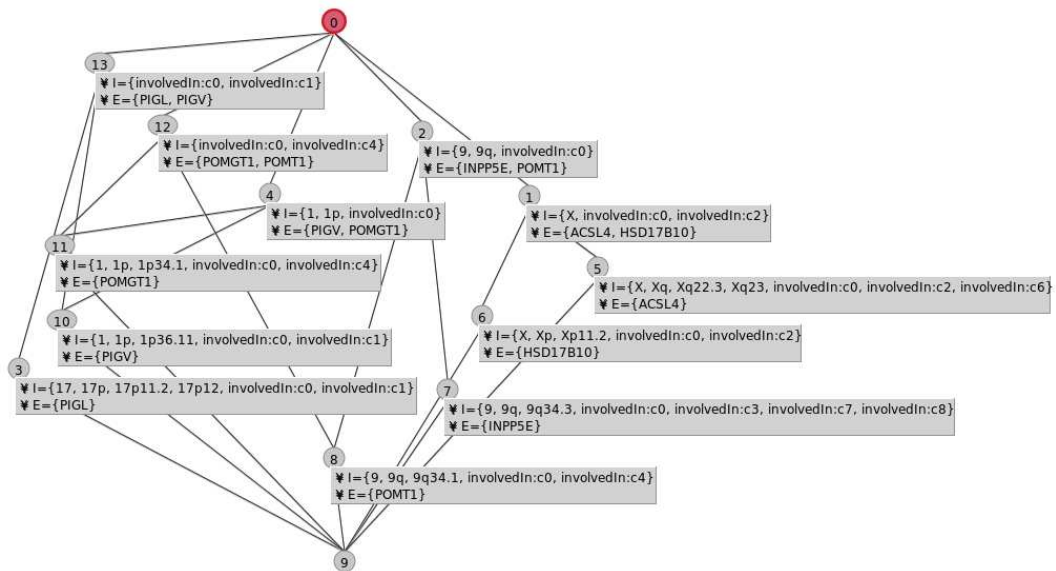 0
13
¥ I={involvedIn:c0, involvedIn:c1}
¥ E={PIGL, PIGV}
12
¥ I={involvedIn:c0, involvedIn:c4}
¥ E={POMGT1, POMT1}
2
¥ I={9, 9q, involvedIn:c0}
¥ E={INPP5E, POMT1}
4
¥ I={1, 1p, involvedIn:c0}
¥ E={PIGV, POMGT1}
1
¥ I={X, involvedIn:c0, involvedIn:c2}
¥ E={ACSL4, HSD17B10}
11
¥ I={1, 1p, 1p34.1, involvedIn:c0, involvedIn:c4}
¥ E={POMGT1}
5
¥ I={X, Xq, Xq22.3, Xq23, involvedIn:c0, involvedIn:c2, involvedIn:c6}
¥ E={ACSL4}
10
¥ I={1, 1p, 1p36.11, involvedIn:c0, involvedIn:c1}
¥ E={PIGV}
6
¥ I={X, Xp, Xp11.2, involvedIn:c0, involvedIn:c2}
¥ E={HSD17B10}
3
¥ I={17, 17p, 17p11.2, 17p12, involvedIn:c0, involvedIn:c1}
¥ E={PIGL}
7
¥ I={9, 9q, 9q34.3, involvedIn:c0, involvedIn:c3, involvedIn:c7, involvedIn:c8}
¥ E={INPP5E}
8
¥ I={9, 9q, 9q34.1, involvedIn:c0, involvedIn:c4}
¥ E={POMT1}
9